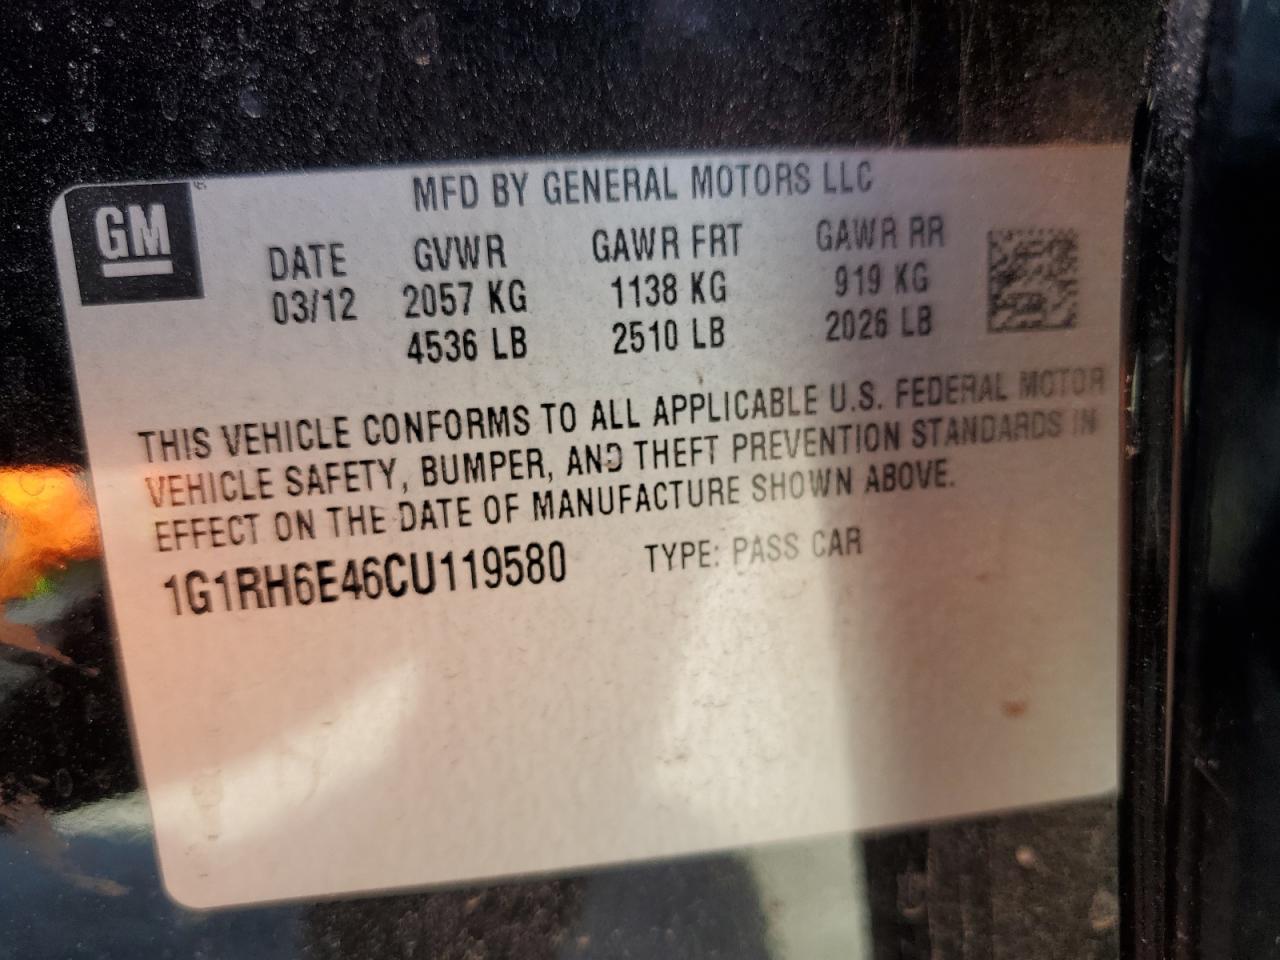 GM
MFD BY GENERAL MOTORS LLC
DATE GVWR GAWR FRT GAWR RR
03/12 2057 KG 1138 KG 919 KG
4536 LB 2510 LB 2026 LB
THIS VEHICLE CONFORMS TO ALL APPLICABLE U.S. FEDERAL MOTOR
VEHICLE SAFETY, BUMPER, AND THEFT PREVENTION STANDARDS IN
EFFECT ON THE DATE OF MANUFACTURE SHOWN ABOVE.
1G1RH6E46CU119580 TYPE: PASS CAR